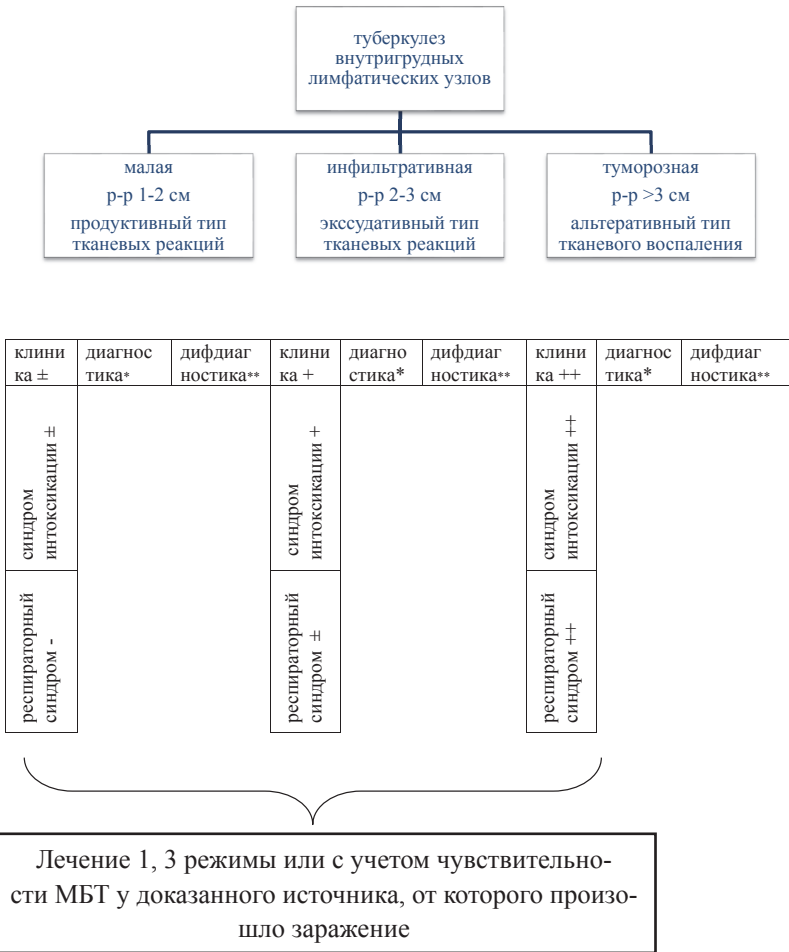 туберкулез
внутригрудных
лимфатических узлов
малая
р-р 1-2 см
продуктивный тип
тканевых реакций
инфильтративная
р-р 2-3 см
экссудативный тип
тканевых реакций
туморозная
р-р >3 см
альтеративный тип
тканевого воспаления
клини
ка ±
диагнос
тика*
дифдиаг
ностика**
клини
ка +
диагно
стика*
дифдиаг
ностика**
клини
ка ++
диагнос
тика*
дифдиаг
ностика**
синдром
интоксикации ±
синдром
интоксикации +
синдром
интоксикации ++
респираторный
синдром -
респираторный
синдром ±
респираторный
синдром ++
Лечение 1, 3 режимы или с учетом чувствительно-
сти МБТ у доказанного источника, от которого произо-
шло заражение